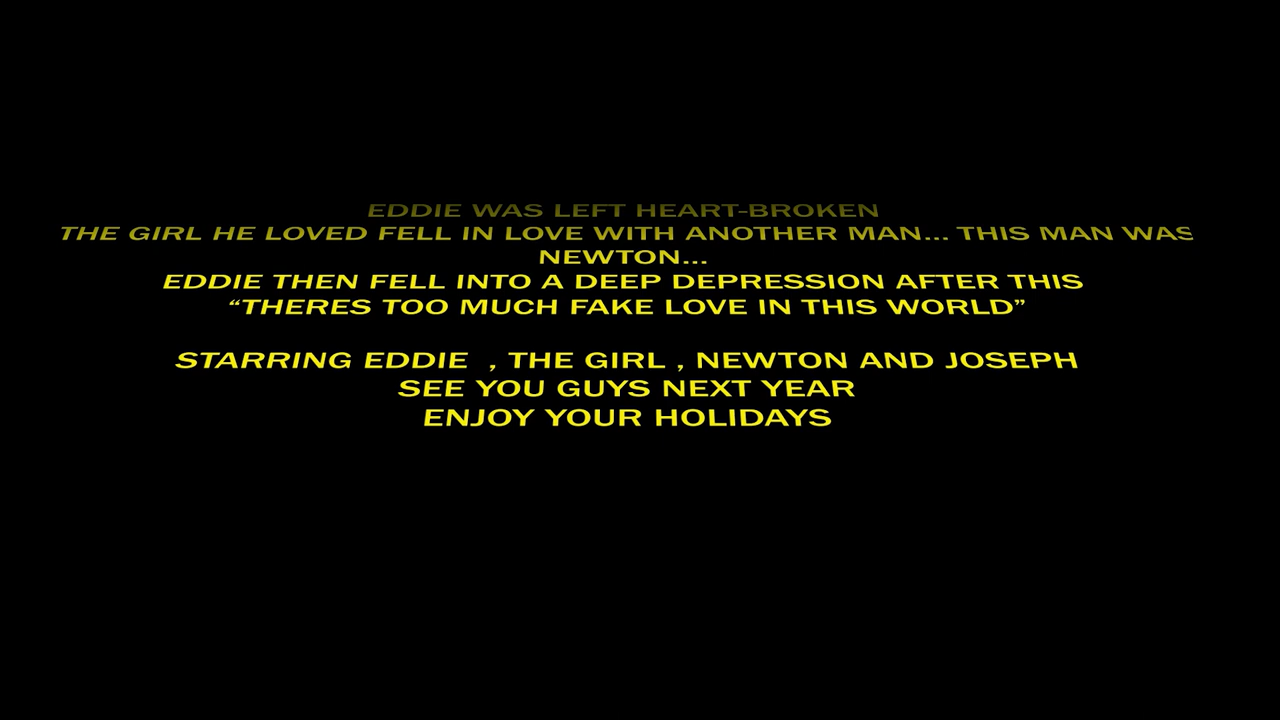 EDDIE WAS LEFT HEART-BROKEN
THE GIRL HE LOVED FELL IN LOVE WITH ANOTHER MAN... THIS MAN WAS
NEWTON...
EDDIE THEN FELL INTO A DEEP DEPRESSION AFTER THIS
“THERES TOO MUCH FAKE LOVE IN THIS WORLD”
STARRING EDDIE , THE GIRL , NEWTON AND JOSEPH
SEE YOU GUYS NEXT YEAR
ENJOY YOUR HOLIDAYS